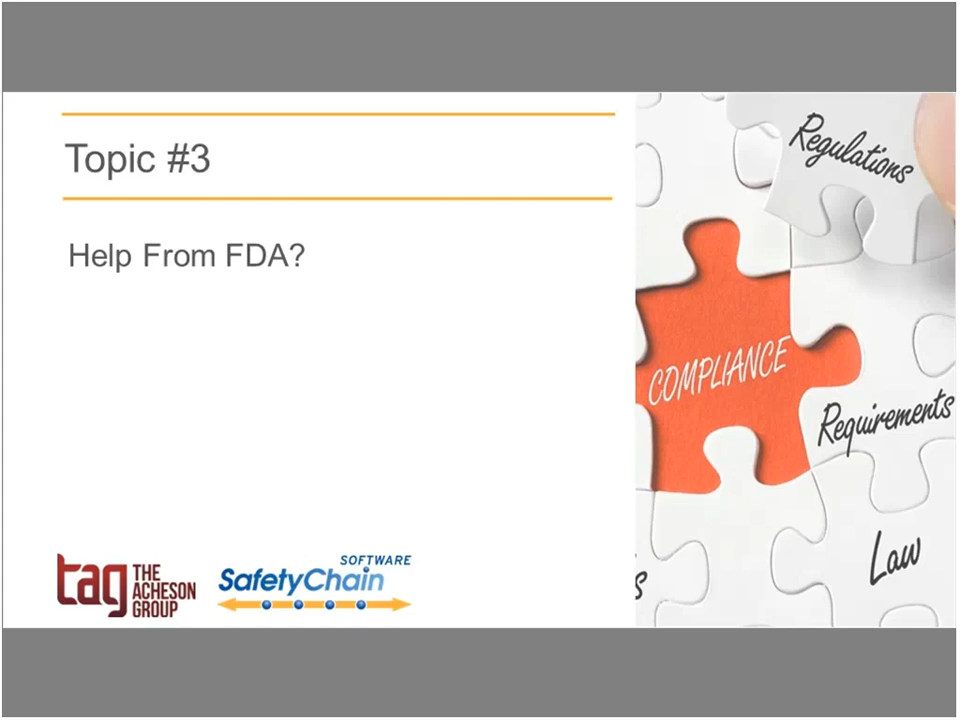 Topic #3
Help From FDA?
Regulations
COMPLIANCE
Requirements
Law
s
tag THE
ACHESON
GROUP
SOFTWARE
SafetyChain